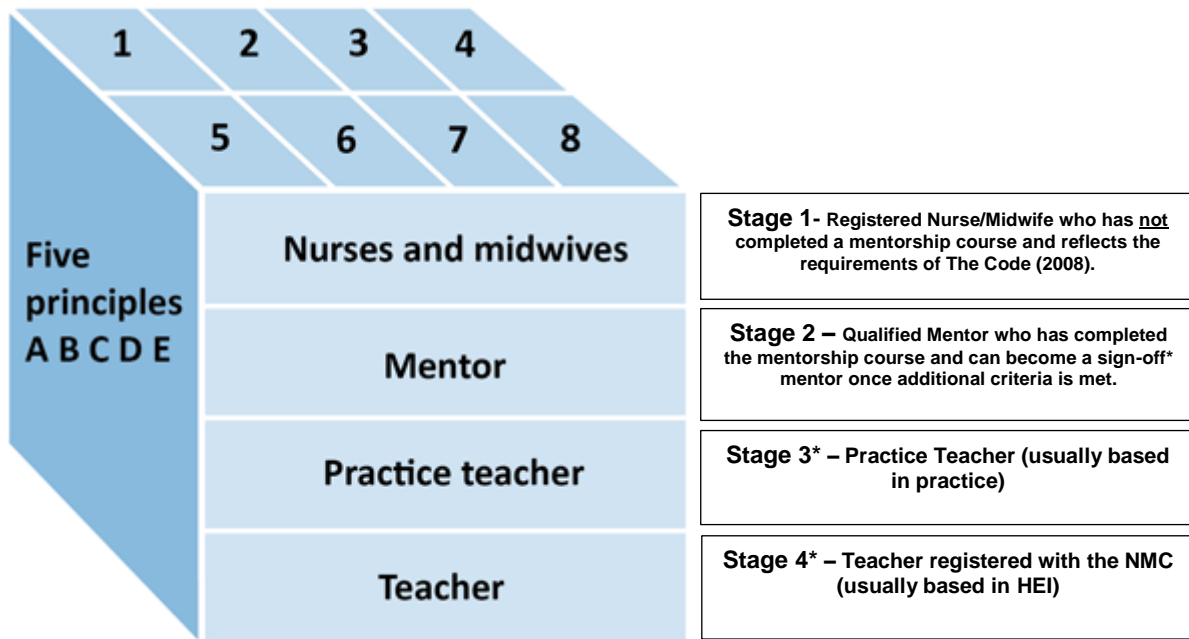 1 2 3 4
5 6 7 8
Five
principles
A B C D E
Nurses and midwives
Stage 1- Registered Nurse/Midwife who has not
completed a mentorship course and reflects the
requirements of The Code (2008).
Mentor
Stage 2 – Qualified Mentor who has completed
the mentorship course and can become a sign-off*
mentor once additional criteria is met.
Practice teacher
Stage 3* – Practice Teacher (usually based
in practice)
Teacher
Stage 4* – Teacher registered with the NMC
(usually based in HEI)